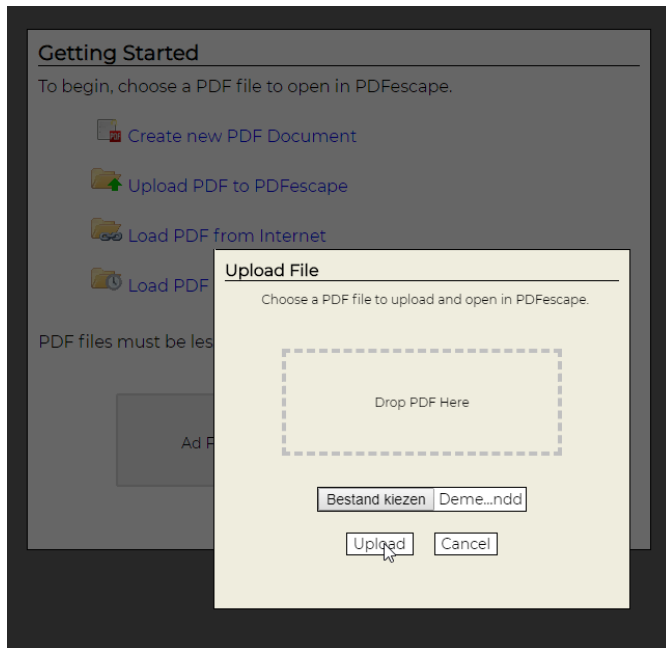 Getting Started
To begin, choose a PDF file to open in PDFescape.
PDF
Create new PDF Document
Upload PDF to PDFescape
Load PDF from Internet
Load PDF
PDF files must be les
Ad F
Upload File
Choose a PDF file to upload and open in PDFescape.
Drop PDF Here
Bestand kiezen Deme...ndd
Upload Cancel